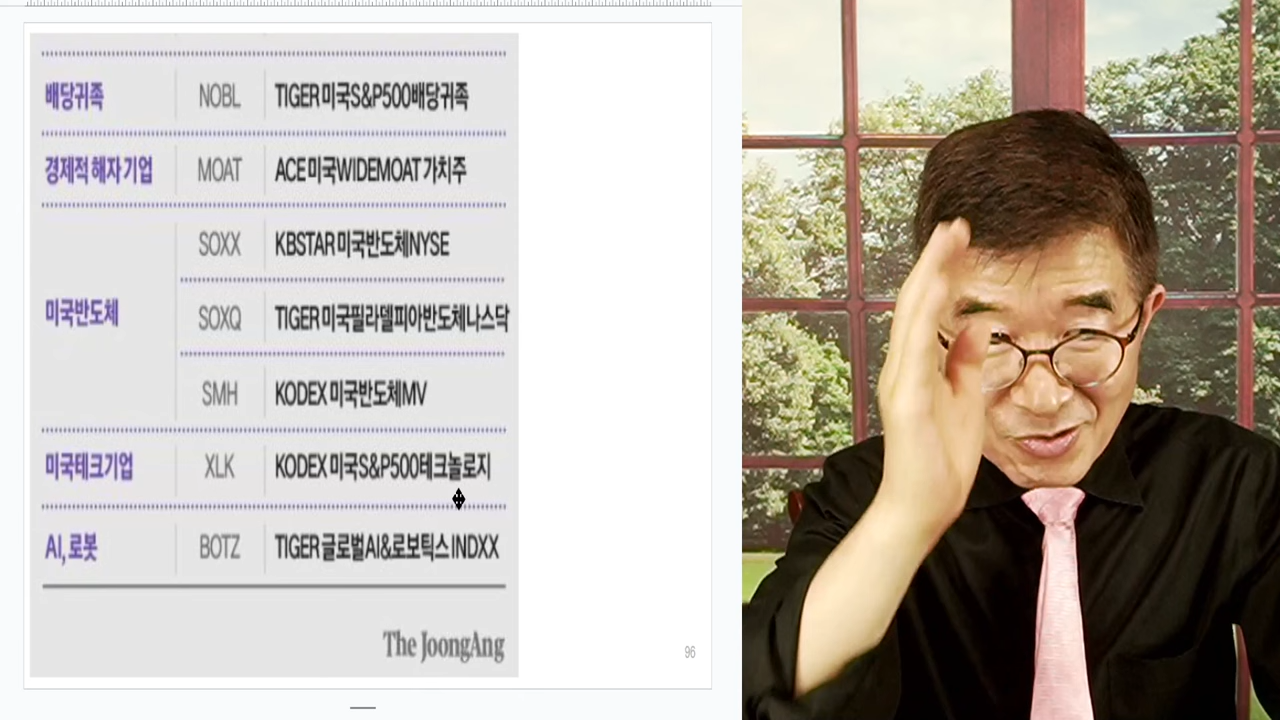 배당귀족 NOBL TIGER 미국S&P500배당귀족
경제적 해자 기업 MOAT ACE 미국WIDEMOAT 가치주
미국반도체
SOXX KBSTAR 미국반도체NYSE
SOXQ TIGER 미국필라델피아반도체나스닥
SMH KODEX 미국반도체MV
미국테크기업 XLK KODEX 미국S&P500테크놀로지
AI, 로봇 BOTZ TIGER 글로벌AI&로보틱스 INDXX
The JoongAng
96